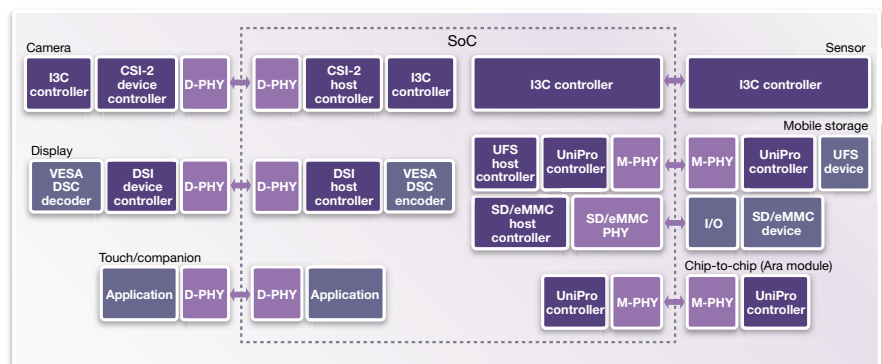 SoC
Camera
I3C
controller
CSI-2
device
controller
D-PHY
D-PHY
CSI-2
host
controller
I3C
controller
I3C controller
Sensor
I3C controller
Display
VESA
DSC
decoder
DSI
device
controller
D-PHY
D-PHY
DSI
host
controller
VESA
DSC
encoder
Mobile storage
UFS
host
controller
UniPro
controller
M-PHY
M-PHY
UniPro
controller
UFS
device
SD/eMMC
host
controller
SD/eMMC
PHY
I/O
SD/eMMC
device
Touch/companion
Application
D-PHY
D-PHY
Application
Chip-to-chip (Ara module)
UniPro
controller
M-PHY
M-PHY
UniPro
controller